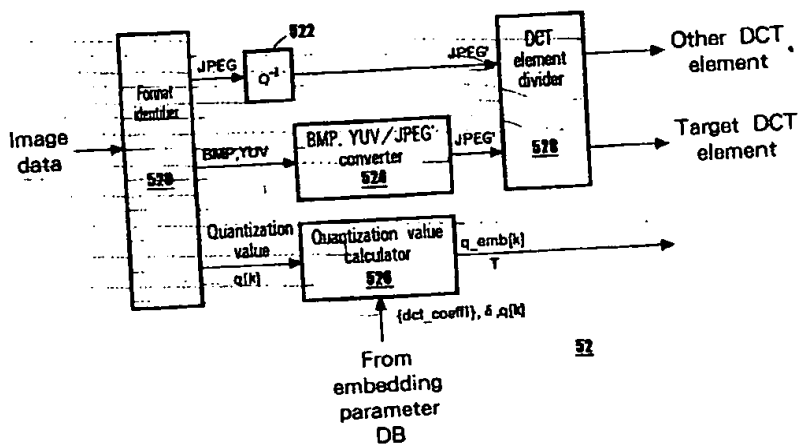 522
JPEG
Q⁻¹
JPEG'
DCT
element
divider
528
Other DCT
element
Target DCT
element
Format
identifier
520
Image
data
BMP,YUV
BMP. YUV/JPEG'
converter
524
JPEG'
Quantization
value
q[k]
Quantization value
calculator
526
q_emb[k]
T
{dct_coeffi}, δ ,q[k]
52
From
embedding
parameter
DB